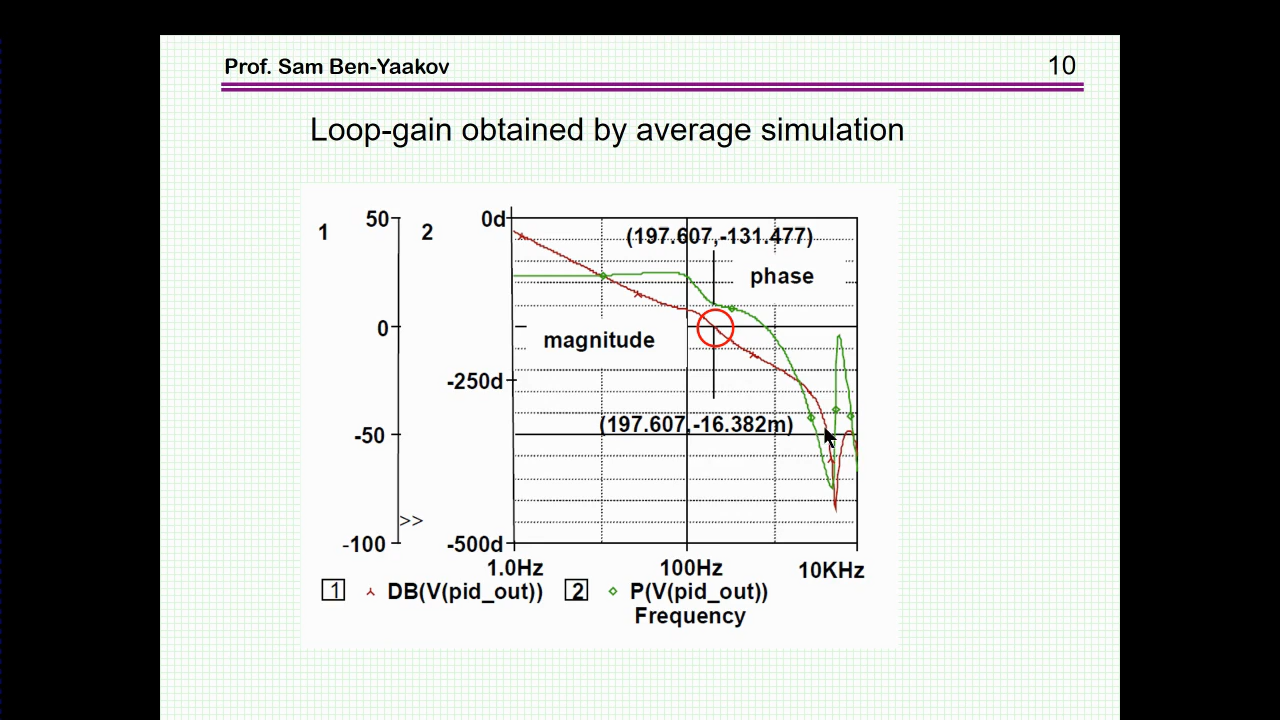 Prof. Sam Ben-Yaakov
10
Loop-gain obtained by average simulation
1
50
2
0d
(197.607,-131.477)
phase
0
magnitude
-250d
(197.607,-16.382m)
-50
>>
-100
-500d
1.0Hz
100Hz
10KHz
1
DB(V(pid_out))
2
P(V(pid_out))
Frequency